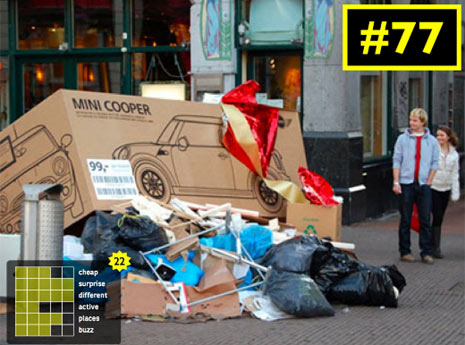 #77
MINI COOPER
99,-
22
cheap
surprise
different
active
places
buzz